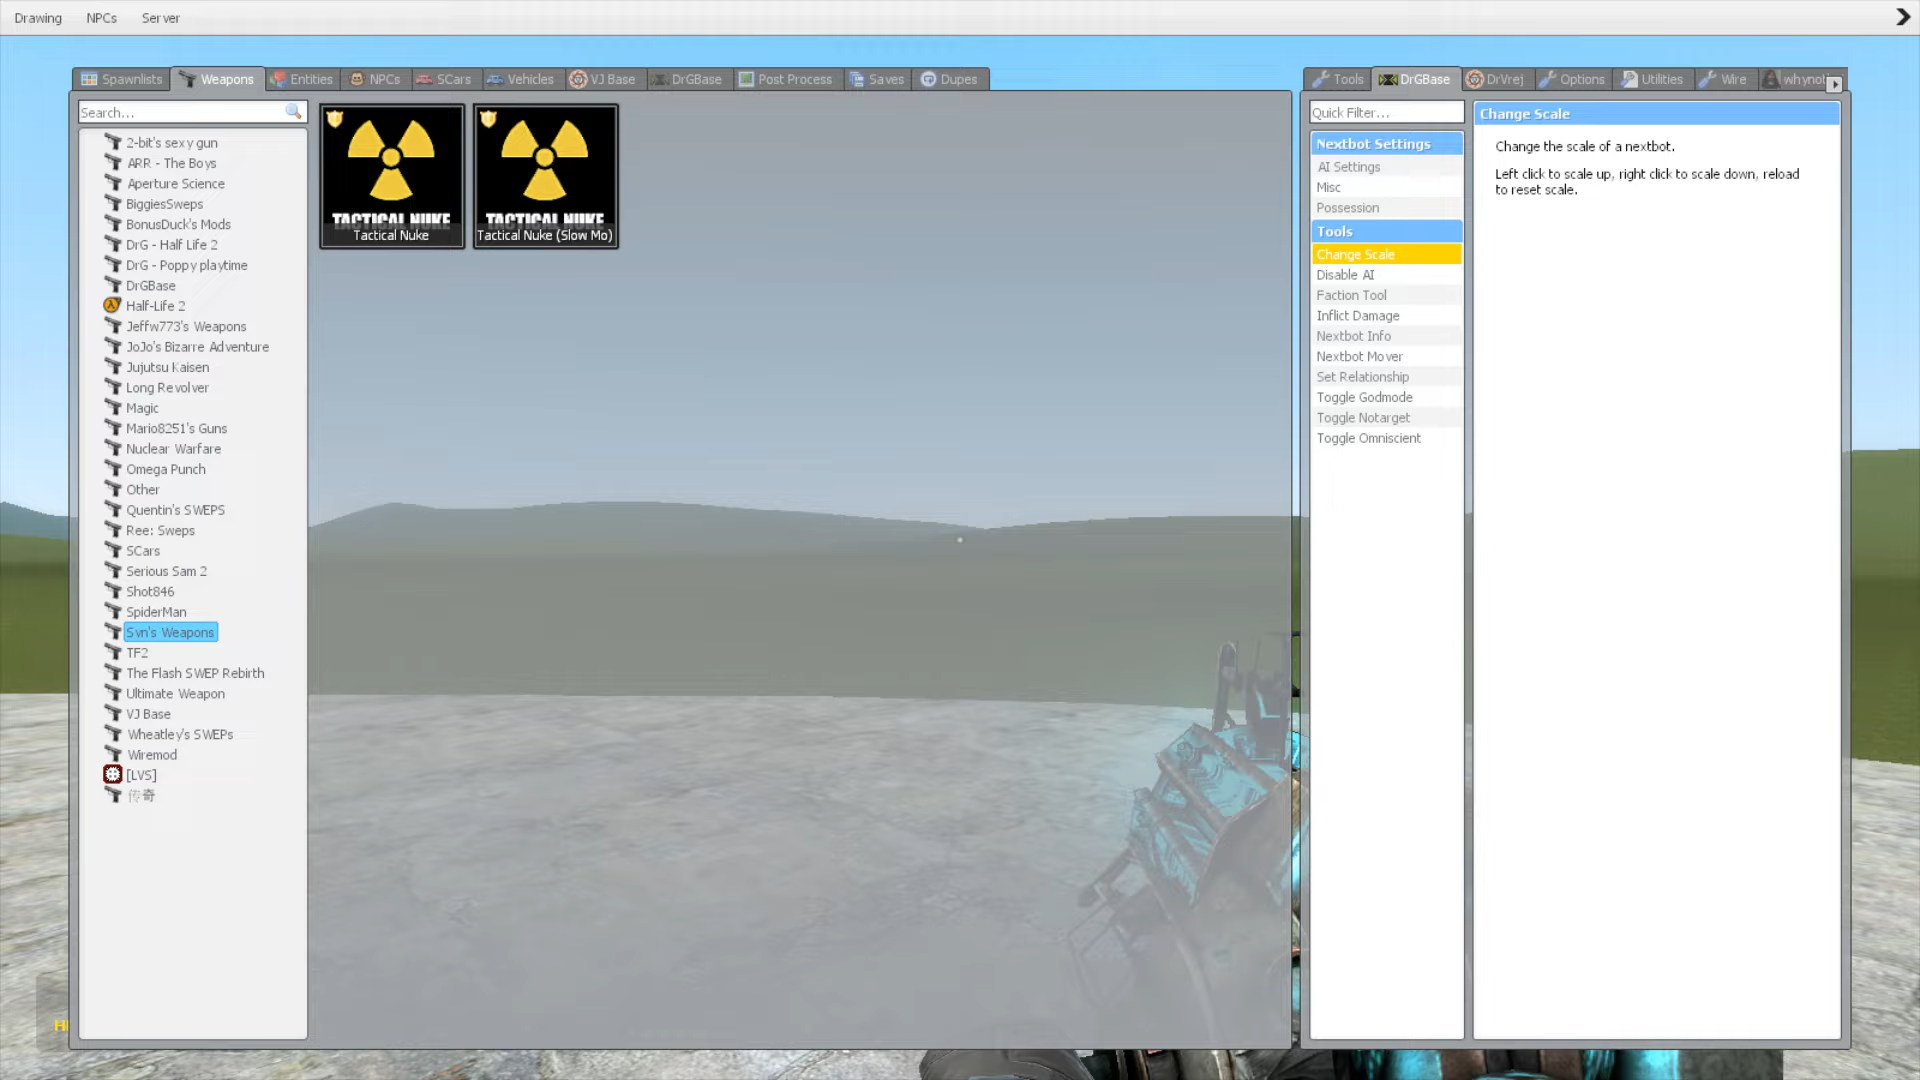 Drawing NPCs Server
Spawnlists Weapons Entities NPCs SCars Vehicles VJ Base DrGBase Post Process Saves Dupes
Tools DrGBase DrVrej Options Utilities Wire
Search...
2-bit's sexy gun
ARR - The Boys
Aperture Science
BiggiesSweps
BonusDuck's Mods
DrG - Half Life 2
DrG - Poppy playtime
DrGBase
Half-Life 2
Jeffw773's Weapons
JoJo's Bizarre Adventure
Jujutsu Kaisen
Long Revolver
Magic
Mario8251's Guns
Nuclear Warfare
Omega Punch
Other
Quentin's SWEPS
Ree: Sweps
SCars
Serious Sam 2
Shot846
SpiderMan
Svn's Weapons
TF2
The Flash SWEP Rebirth
Ultimate Weapon
VJ Base
Wheatley's SWEPs
Wiremod
[LVS]
传奇
TACTICAL NUKE
Tactical Nuke
TACTICAL NUKE
Tactical Nuke (Slow Mo)
Quick Filter...
Nextbot Settings
AI Settings
Misc
Possession
Tools
Change Scale
Disable AI
Faction Tool
Inflict Damage
Nextbot Info
Nextbot Mover
Set Relationship
Toggle Godmode
Toggle Notarget
Toggle Omniscient
Change Scale
Change the scale of a nextbot.
Left click to scale up, right click to scale down, reload
to reset scale.